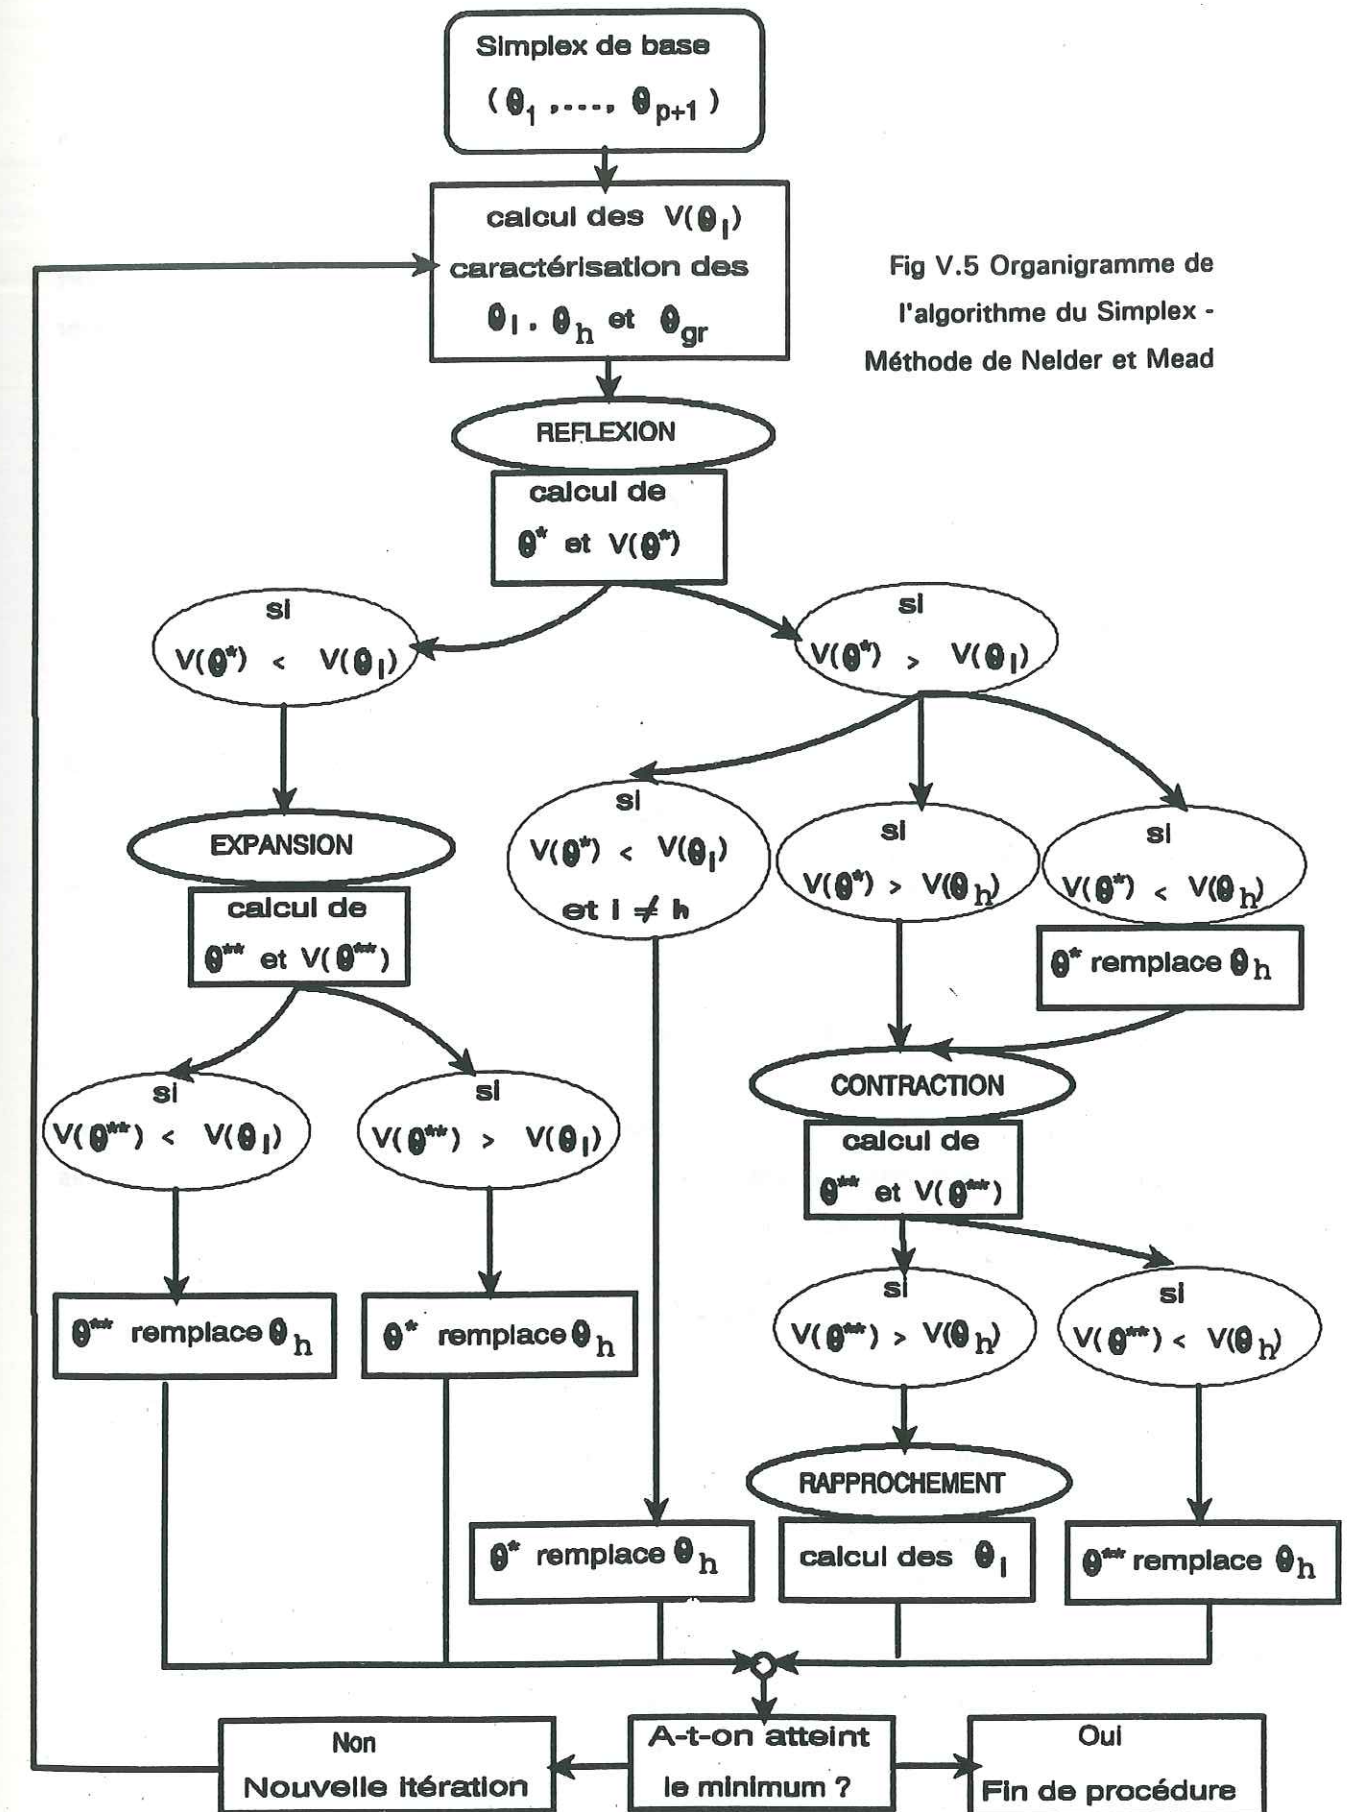 Simplex de base
( θ1 ,...., θp+1 )
calcul des V(θi)
caractérisation des
θl , θh et θgr
Fig V.5 Organigramme de
l'algorithme du Simplex -
Méthode de Nelder et Mead
REFLEXION
calcul de
θ* et V(θ*)
si
V(θ*) < V(θl)
si
V(θ*) > V(θl)
EXPANSION
calcul de
θ** et V(θ**)
si
V(θ*) < V(θi)
et i ≠ h
si
V(θ*) > V(θh)
si
V(θ*) < V(θh)
θ* remplace θh
si
V(θ**) < V(θl)
si
V(θ**) > V(θl)
CONTRACTION
calcul de
θ** et V(θ**)
θ** remplace θh
θ* remplace θh
si
V(θ**) > V(θh)
si
V(θ**) < V(θh)
RAPPROCHEMENT
θ* remplace θh
calcul des θi
θ** remplace θh
Non
Nouvelle itération
A-t-on atteint
le minimum ?
Oui
Fin de procédure